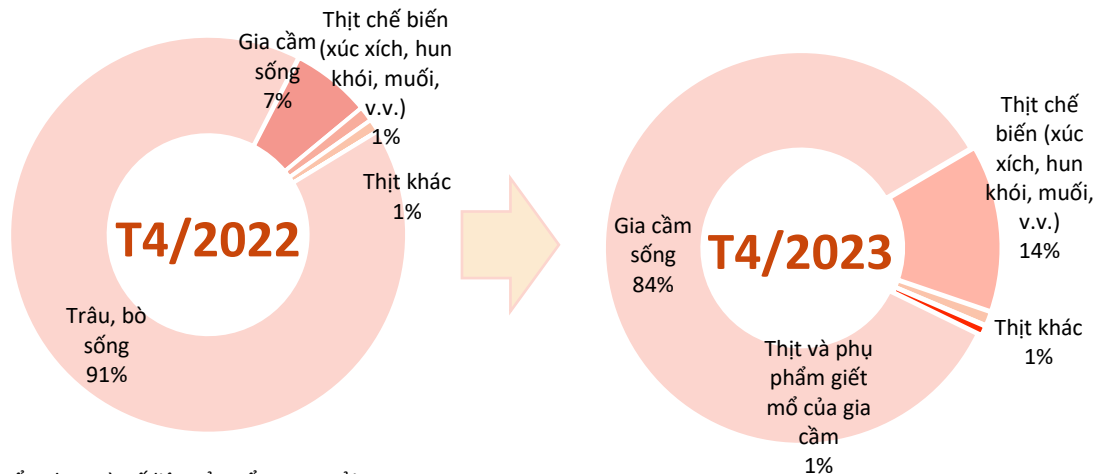 Gia cầm
sống
7%
Thịt chế biến
(xúc xích, hun
khói, muối,
v.v.)
1%
Thịt khác
1%
T4/2022
Trâu, bò
sống
91%
Thịt chế
biến (xúc
xích, hun
khói, muối,
v.v.)
14%
Gia cầm
sống
84%
T4/2023
Thịt khác
1%
Thịt và phụ
phẩm giết
mổ của gia
cầm
1%